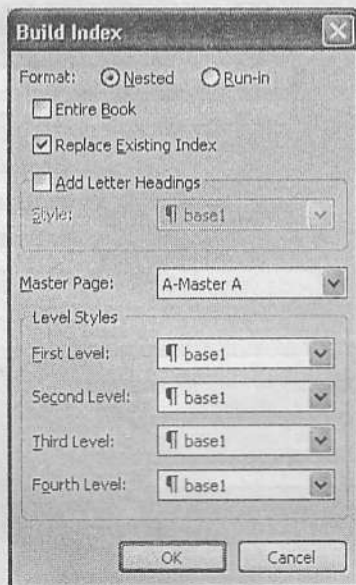 Build Index
Format: Nested Run-in
Entire Book
Replace Existing Index
Add Letter Headings
Style: ¶ base1
Master Page: A-Master A
Level Styles
First Level: ¶ base1
Second Level: ¶ base1
Third Level: ¶ base1
Fourth Level: ¶ base1
OK Cancel